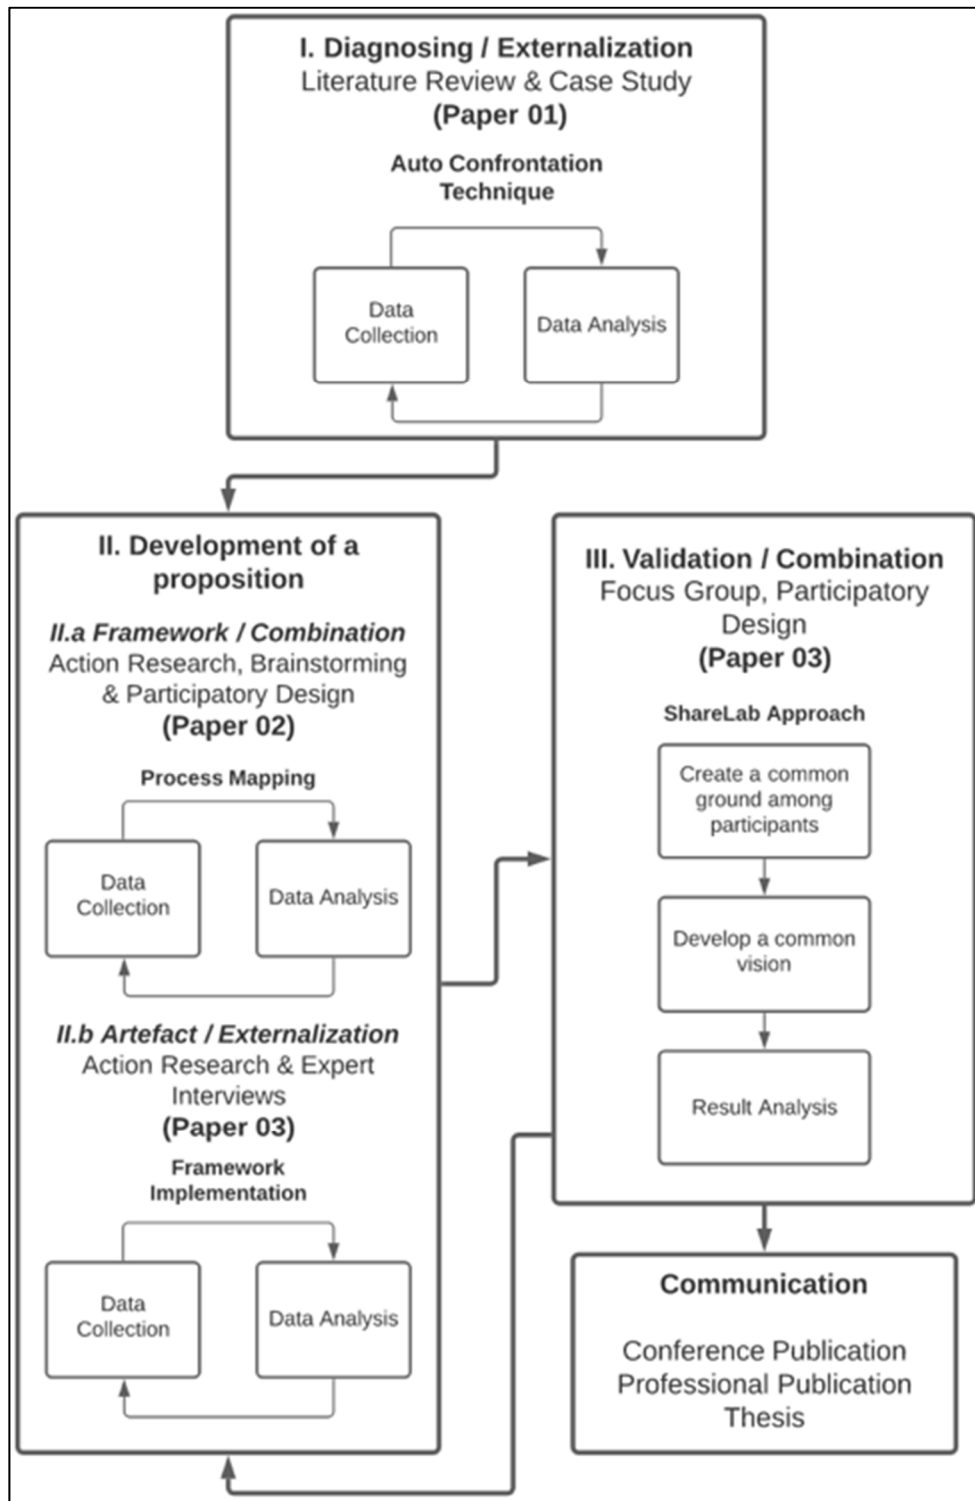 I. Diagnosing / Externalization
Literature Review & Case Study
(Paper 01)
Auto Confrontation
Technique
Data
Collection
Data Analysis
II. Development of a
proposition
II.a Framework / Combination
Action Research, Brainstorming
& Participatory Design
(Paper 02)
Process Mapping
Data
Collection
Data Analysis
II.b Artefact / Externalization
Action Research & Expert
Interviews
(Paper 03)
Framework
Implementation
Data
Collection
Data Analysis
III. Validation / Combination
Focus Group, Participatory
Design
(Paper 03)
ShareLab Approach
Create a common
ground among
participants
Develop a common
vision
Result Analysis
Communication
Conference Publication
Professional Publication
Thesis